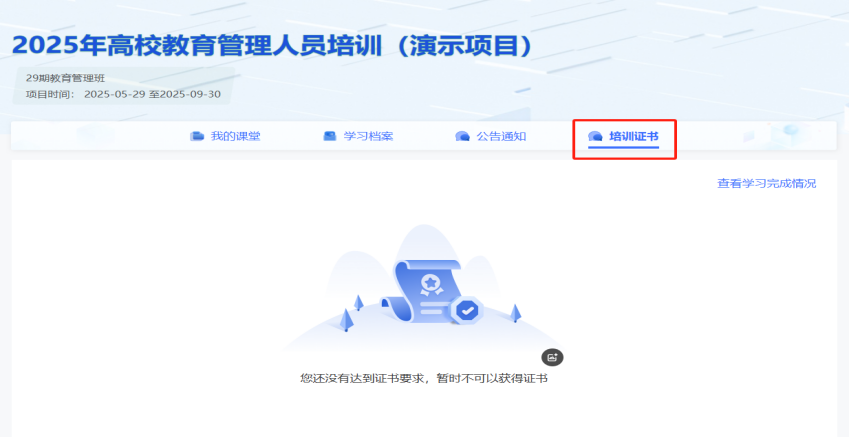 2025年高校教育管理人员培训（演示项目）
29期教育管理班
项目时间： 2025-05-29 至2025-09-30
我的课堂 学习档案 公告通知 培训证书
查看学习完成情况
您还没有达到证书要求，暂时不可以获得证书